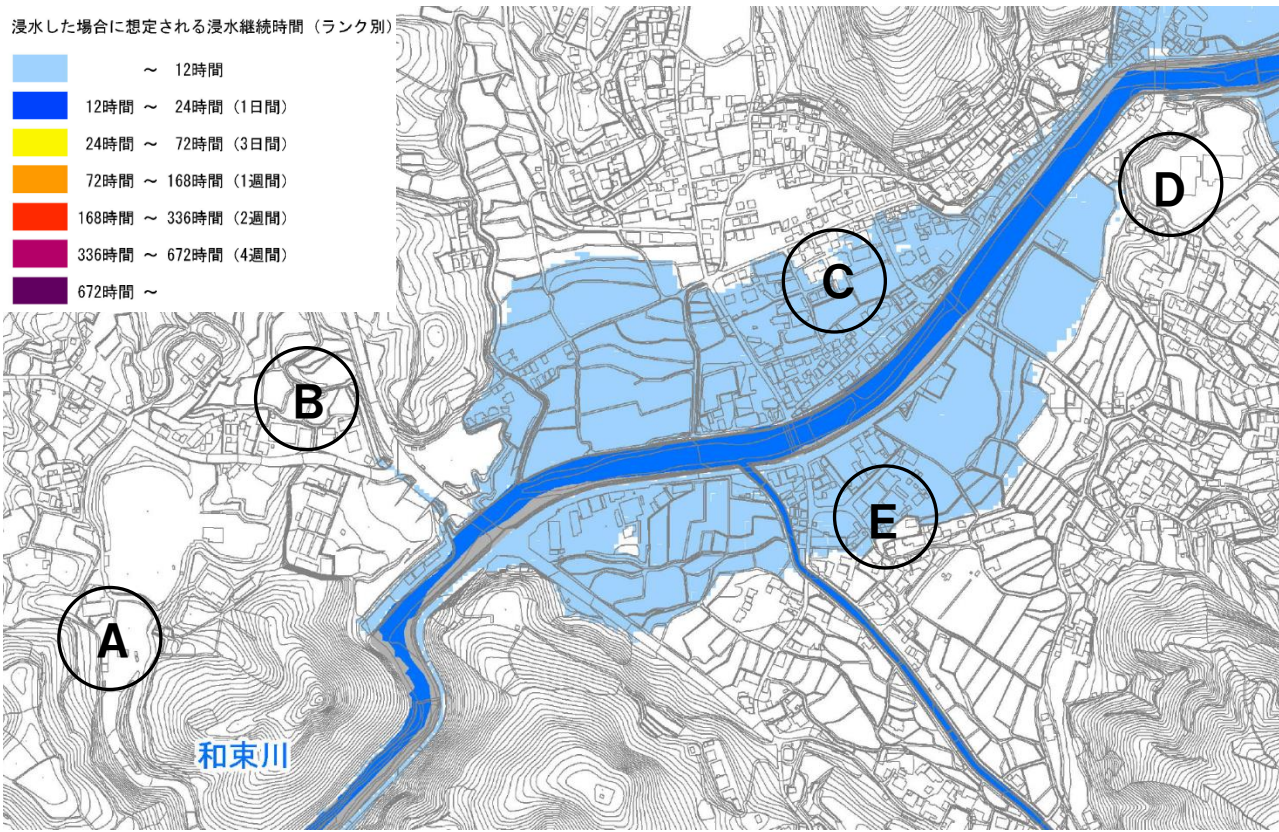 浸水した場合に想定される浸水継続時間（ランク別）
～ 12時間
12時間 ～ 24時間（1日間）
24時間 ～ 72時間（3日間）
72時間 ～ 168時間（1週間）
168時間 ～ 336時間（2週間）
336時間 ～ 672時間（4週間）
672時間 ～
D
C
B
E
A
和束川